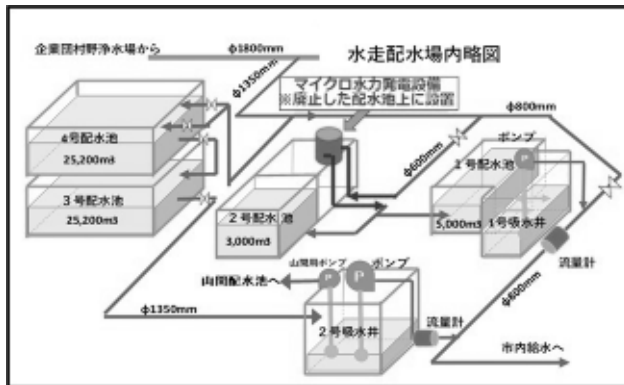 企業団村野浄水場から
φ1800mm
水走配水場内略図
φ1350mm
マイクロ水力発電設備
※廃止した配水池上に設置
φ800mm
4号配水池
25,200m3
3号配水池
25,200m3
φ600mm
ポンプ
1号配水池
5,000m3
1号吸水井
2号配水池
3,000m3
流量計
φ600mm
山間用ポンプ
ポンプ
山間配水池へ
P
P
P
φ1350mm
2号吸水井
流量計
市内給水へ